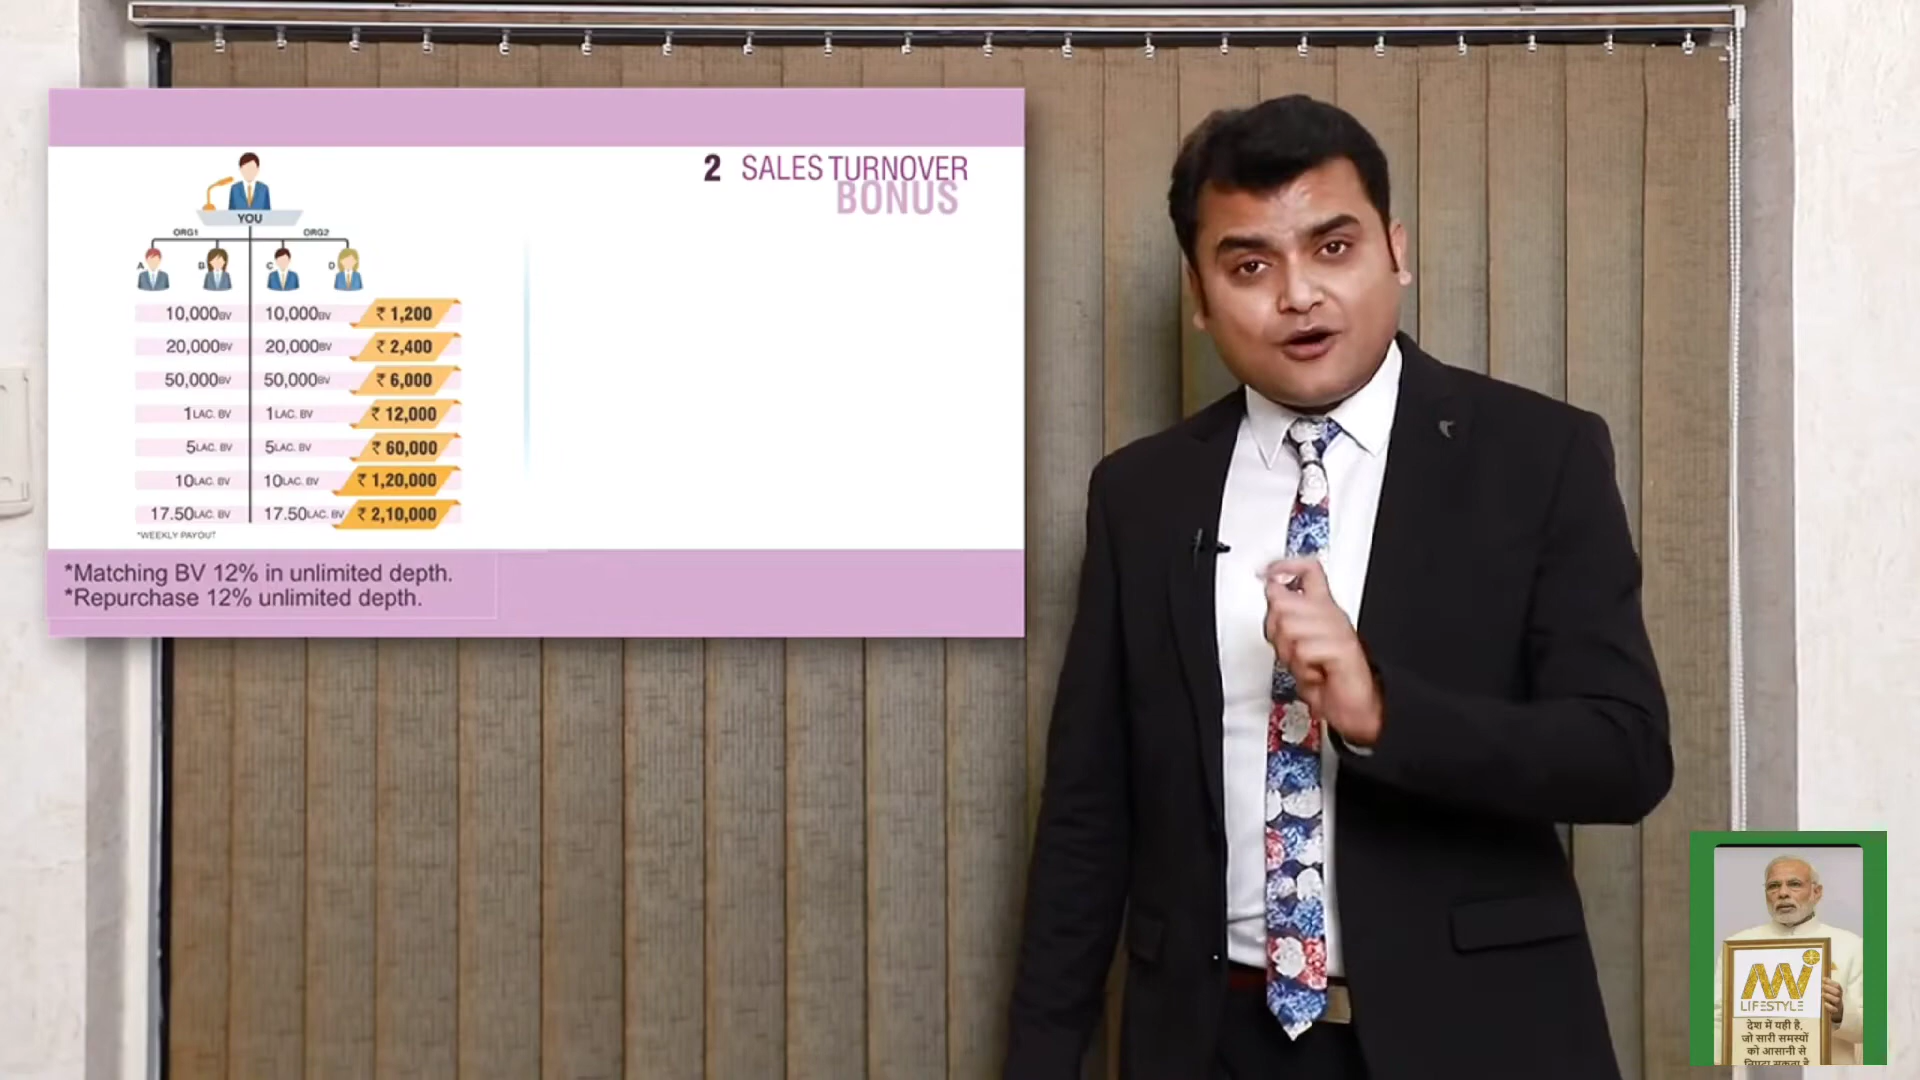 2 SALES TURNOVER
BONUS
YOU
ORG1 ORG2
A B C D
10,000BV 10,000BV ₹ 1,200
20,000BV 20,000BV ₹ 2,400
50,000BV 50,000BV ₹ 6,000
1LAC. BV 1LAC. BV ₹ 12,000
5LAC. BV 5LAC. BV ₹ 60,000
10LAC. BV 10LAC. BV ₹ 1,20,000
17.50LAC. BV 17.50LAC. BV ₹ 2,10,000
*WEEKLY PAYOUT
*Matching BV 12% in unlimited depth.
*Repurchase 12% unlimited depth.
LIFESTYLE
देश में यही है,
जो सारी समस्यों
को आसानी से